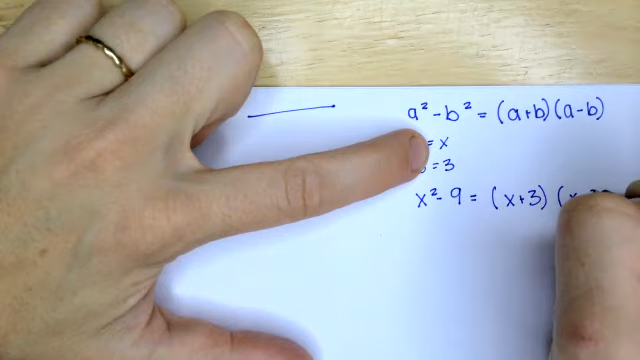 a² - b² = (a+b)(a-b)
= x
= 3
x² - 9 = (x+3)(x